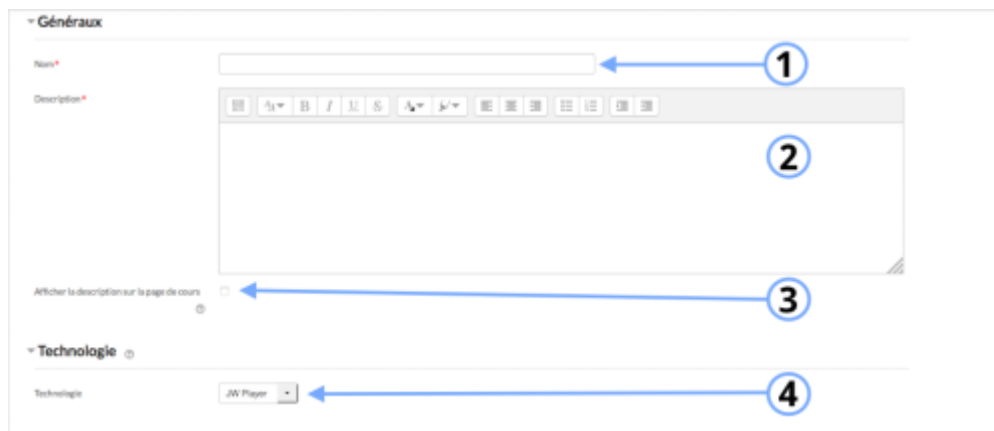 Généraux
Nom*
1
Description*
2
Afficher la description sur la page de cours
3
Technologie
Technologie
JW Player
4